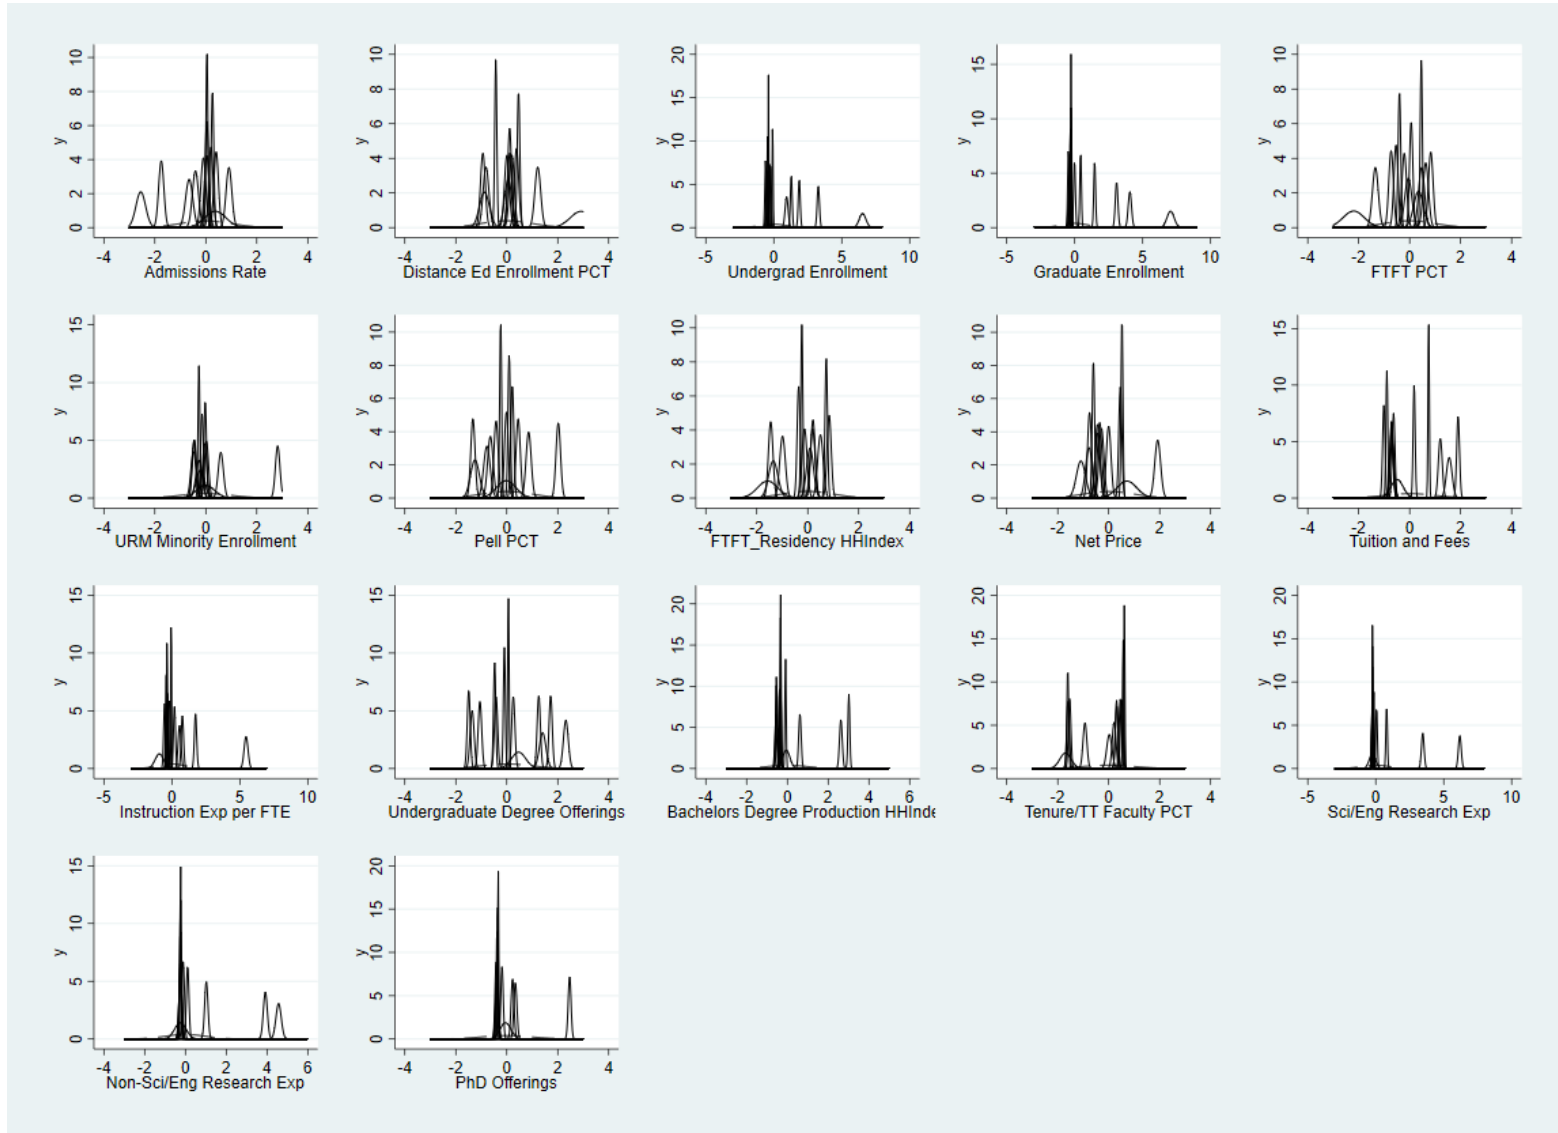 y 0 2 4 6 8 10
-4 -2 0 2 4
Admissions Rate
y 0 2 4 6 8 10
-4 -2 0 2 4
Distance Ed Enrollment PCT
y 0 5 10 15 20
-5 0 5 10
Undergrad Enrollment
y 0 5 10 15
-5 0 5 10
Graduate Enrollment
y 0 2 4 6 8 10
-4 -2 0 2 4
FTFT PCT
y 0 5 10 15
-4 -2 0 2 4
URM Minority Enrollment
y 0 2 4 6 8 10
-4 -2 0 2 4
Pell PCT
y 0 2 4 6 8 10
-4 -2 0 2 4
FTFT_Residency HHIndex
y 0 2 4 6 8 10
-4 -2 0 2 4
Net Price
y 0 5 10 15
-4 -2 0 2 4
Tuition and Fees
y 0 5 10 15
-5 0 5 10
Instruction Exp per FTE
y 0 5 10 15
-4 -2 0 2 4
Undergraduate Degree Offerings
y 0 5 10 15 20
-4 -2 0 2 4 6
Bachelors Degree Production HHInde
y 0 5 10 15 20
-4 -2 0 2 4
Tenure/TT Faculty PCT
y 0 5 10 15 20
-5 0 5 10
Sci/Eng Research Exp
y 0 5 10 15
-4 -2 0 2 4 6
Non-Sci/Eng Research Exp
y 0 5 10 15 20
-4 -2 0 2 4
PhD Offerings